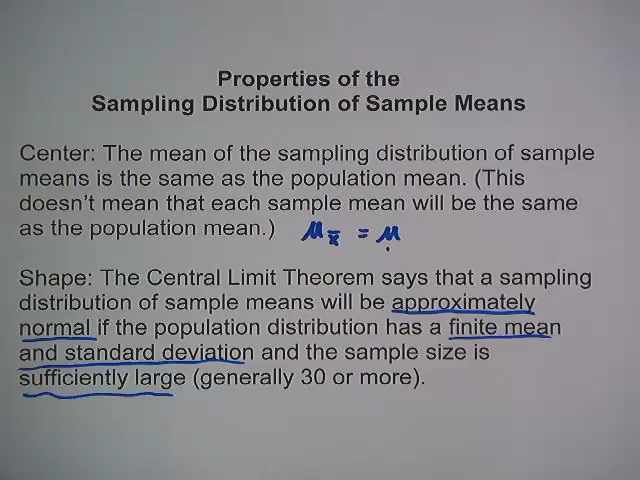 Properties of the
Sampling Distribution of Sample Means
Center: The mean of the sampling distribution of sample
means is the same as the population mean. (This
doesn't mean that each sample mean will be the same
as the population mean.) μx̄ = μ
Shape: The Central Limit Theorem says that a sampling
distribution of sample means will be approximately
normal if the population distribution has a finite mean
and standard deviation and the sample size is
sufficiently large (generally 30 or more).